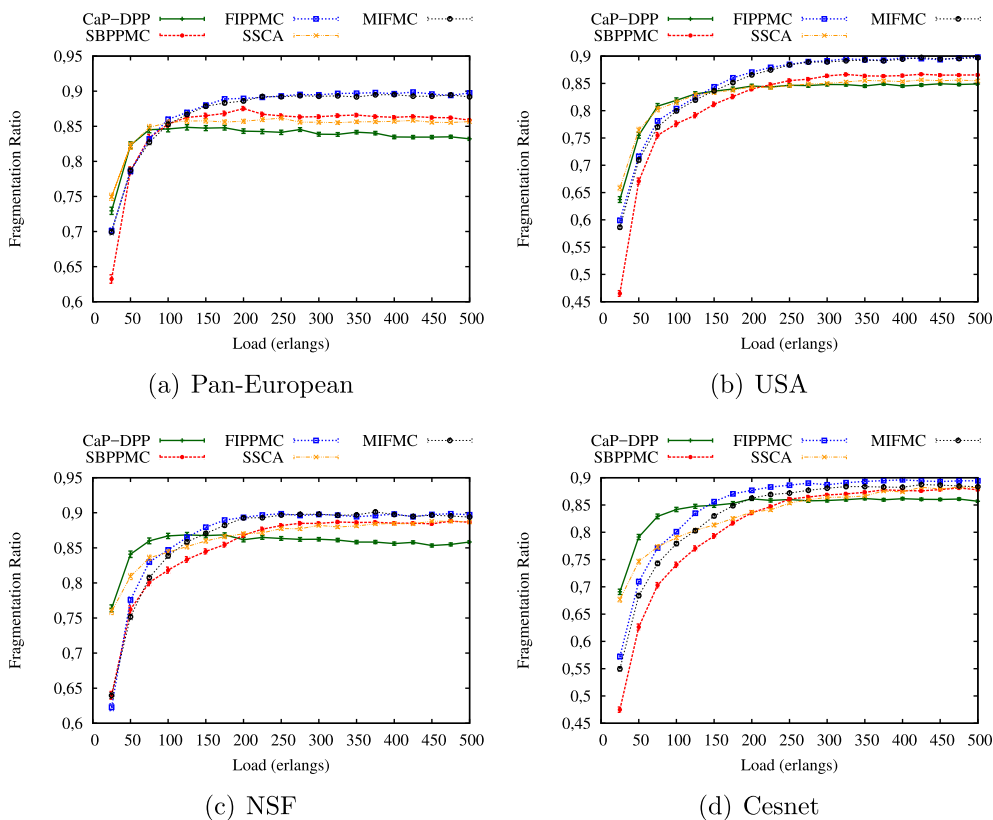 CaP-DPP FIPPMC MIFMC
SBPPMC SSCA
0,95
0,9
0,85
0,8
0,75
0,7
0,65
0,6
Fragmentation Ratio
0 50 100 150 200 250 300 350 400 450 500
Load (erlangs)
(a) Pan-European
CaP-DPP FIPPMC MIFMC
SBPPMC SSCA
0,9
0,85
0,8
0,75
0,7
0,65
0,6
0,55
0,5
0,45
Fragmentation Ratio
0 50 100 150 200 250 300 350 400 450 500
Load (erlangs)
(b) USA
CaP-DPP FIPPMC MIFMC
SBPPMC SSCA
0,95
0,9
0,85
0,8
0,75
0,7
0,65
0,6
Fragmentation Ratio
0 50 100 150 200 250 300 350 400 450 500
Load (erlangs)
(c) NSF
CaP-DPP FIPPMC MIFMC
SBPPMC SSCA
0,9
0,85
0,8
0,75
0,7
0,65
0,6
0,55
0,5
0,45
Fragmentation Ratio
0 50 100 150 200 250 300 350 400 450 500
Load (erlangs)
(d) Cesnet